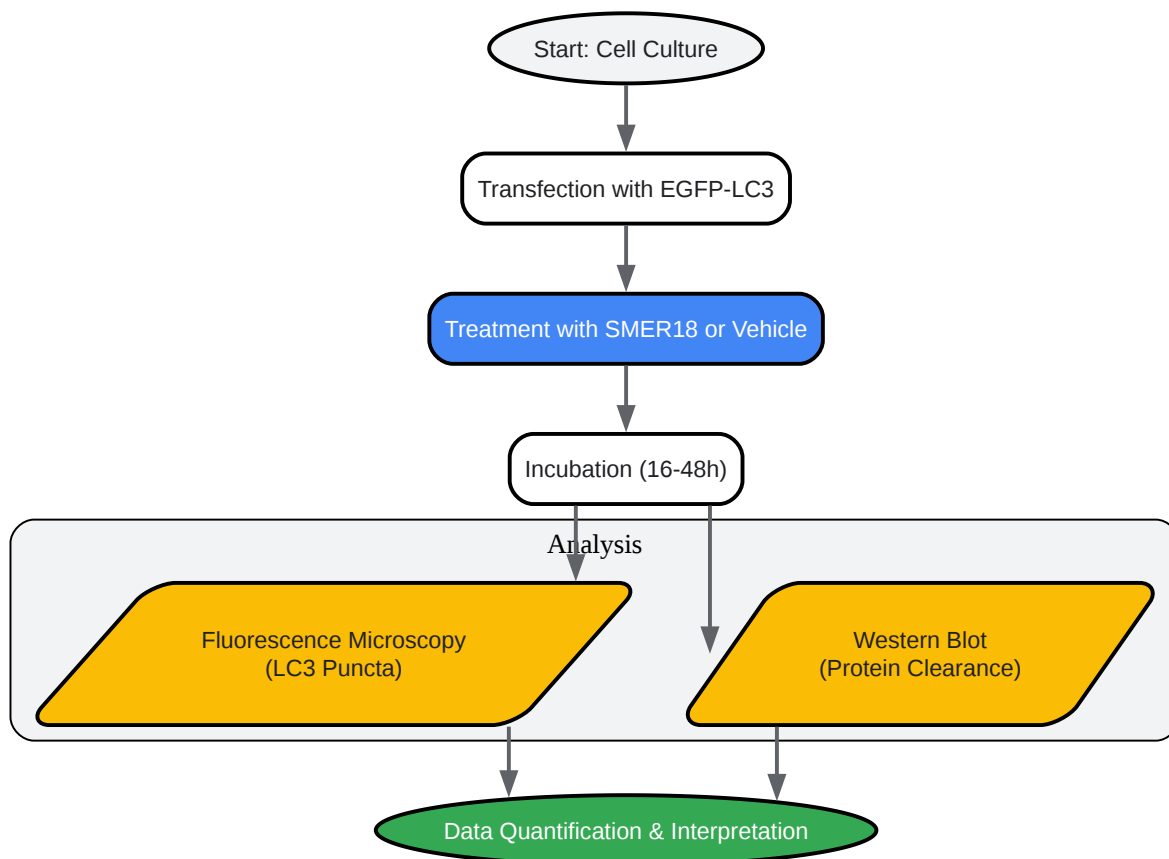 Start: Cell Culture
Transfection with EGFP-LC3
Treatment with SMER18 or Vehicle
Incubation (16-48h)
Analysis
Fluorescence Microscopy
(LC3 Puncta)
Western Blot
(Protein Clearance)
Data Quantification & Interpretation